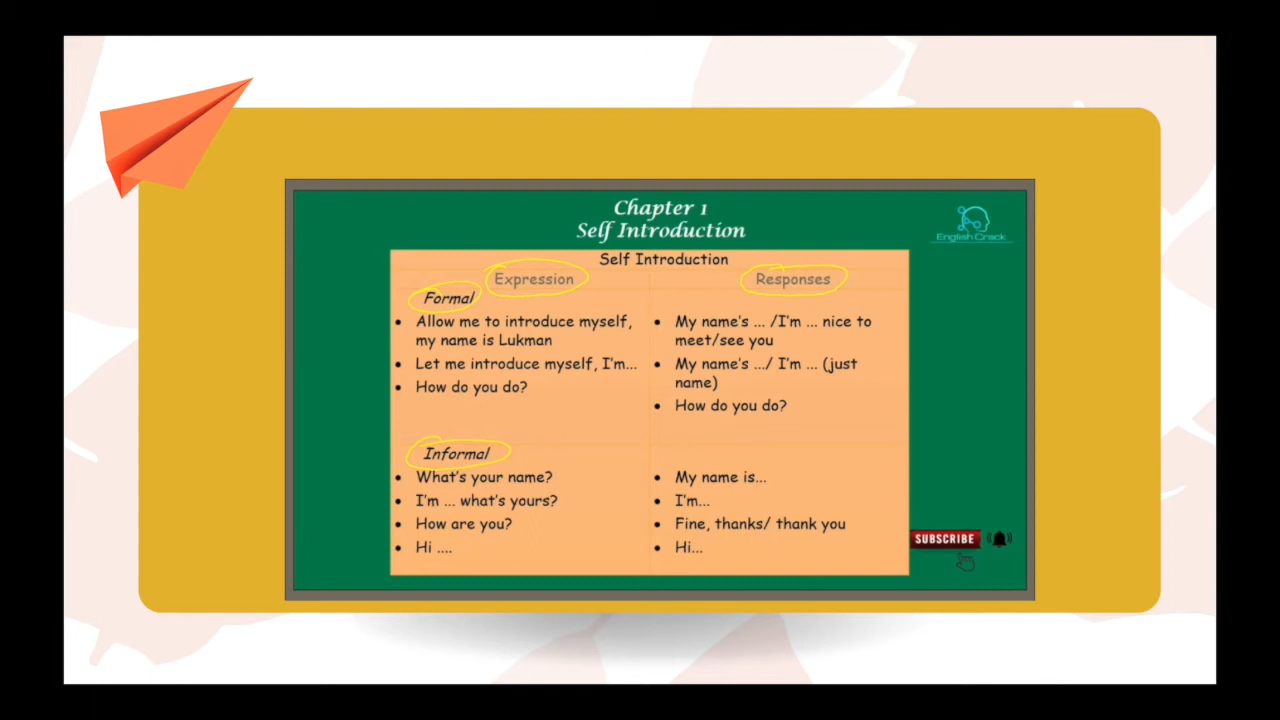 Chapter 1
Self Introduction
English Crack
Self Introduction
Expression
Responses
Formal
• Allow me to introduce myself,
my name is Lukman
• Let me introduce myself, I'm...
• How do you do?
• My name's ... /I'm ... nice to
meet/see you
• My name's .../ I'm ... (just
name)
• How do you do?
Informal
• What's your name?
• I'm ... what's yours?
• How are you?
• Hi ....
• My name is...
• I'm...
• Fine, thanks/ thank you
• Hi...
SUBSCRIBE